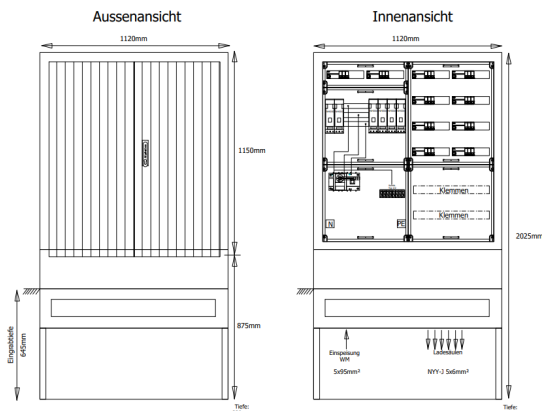 Aussenansicht
Innenansicht
1120mm
1120mm
1150mm
Klemmen
Klemmen
N
PE
2025mm
875mm
Eingrabtiefe
645mm
Einspeisung
WM
5x95mm²
Ladesäulen
NYY-J 5x6mm²
Tiefe:
Tiefe: